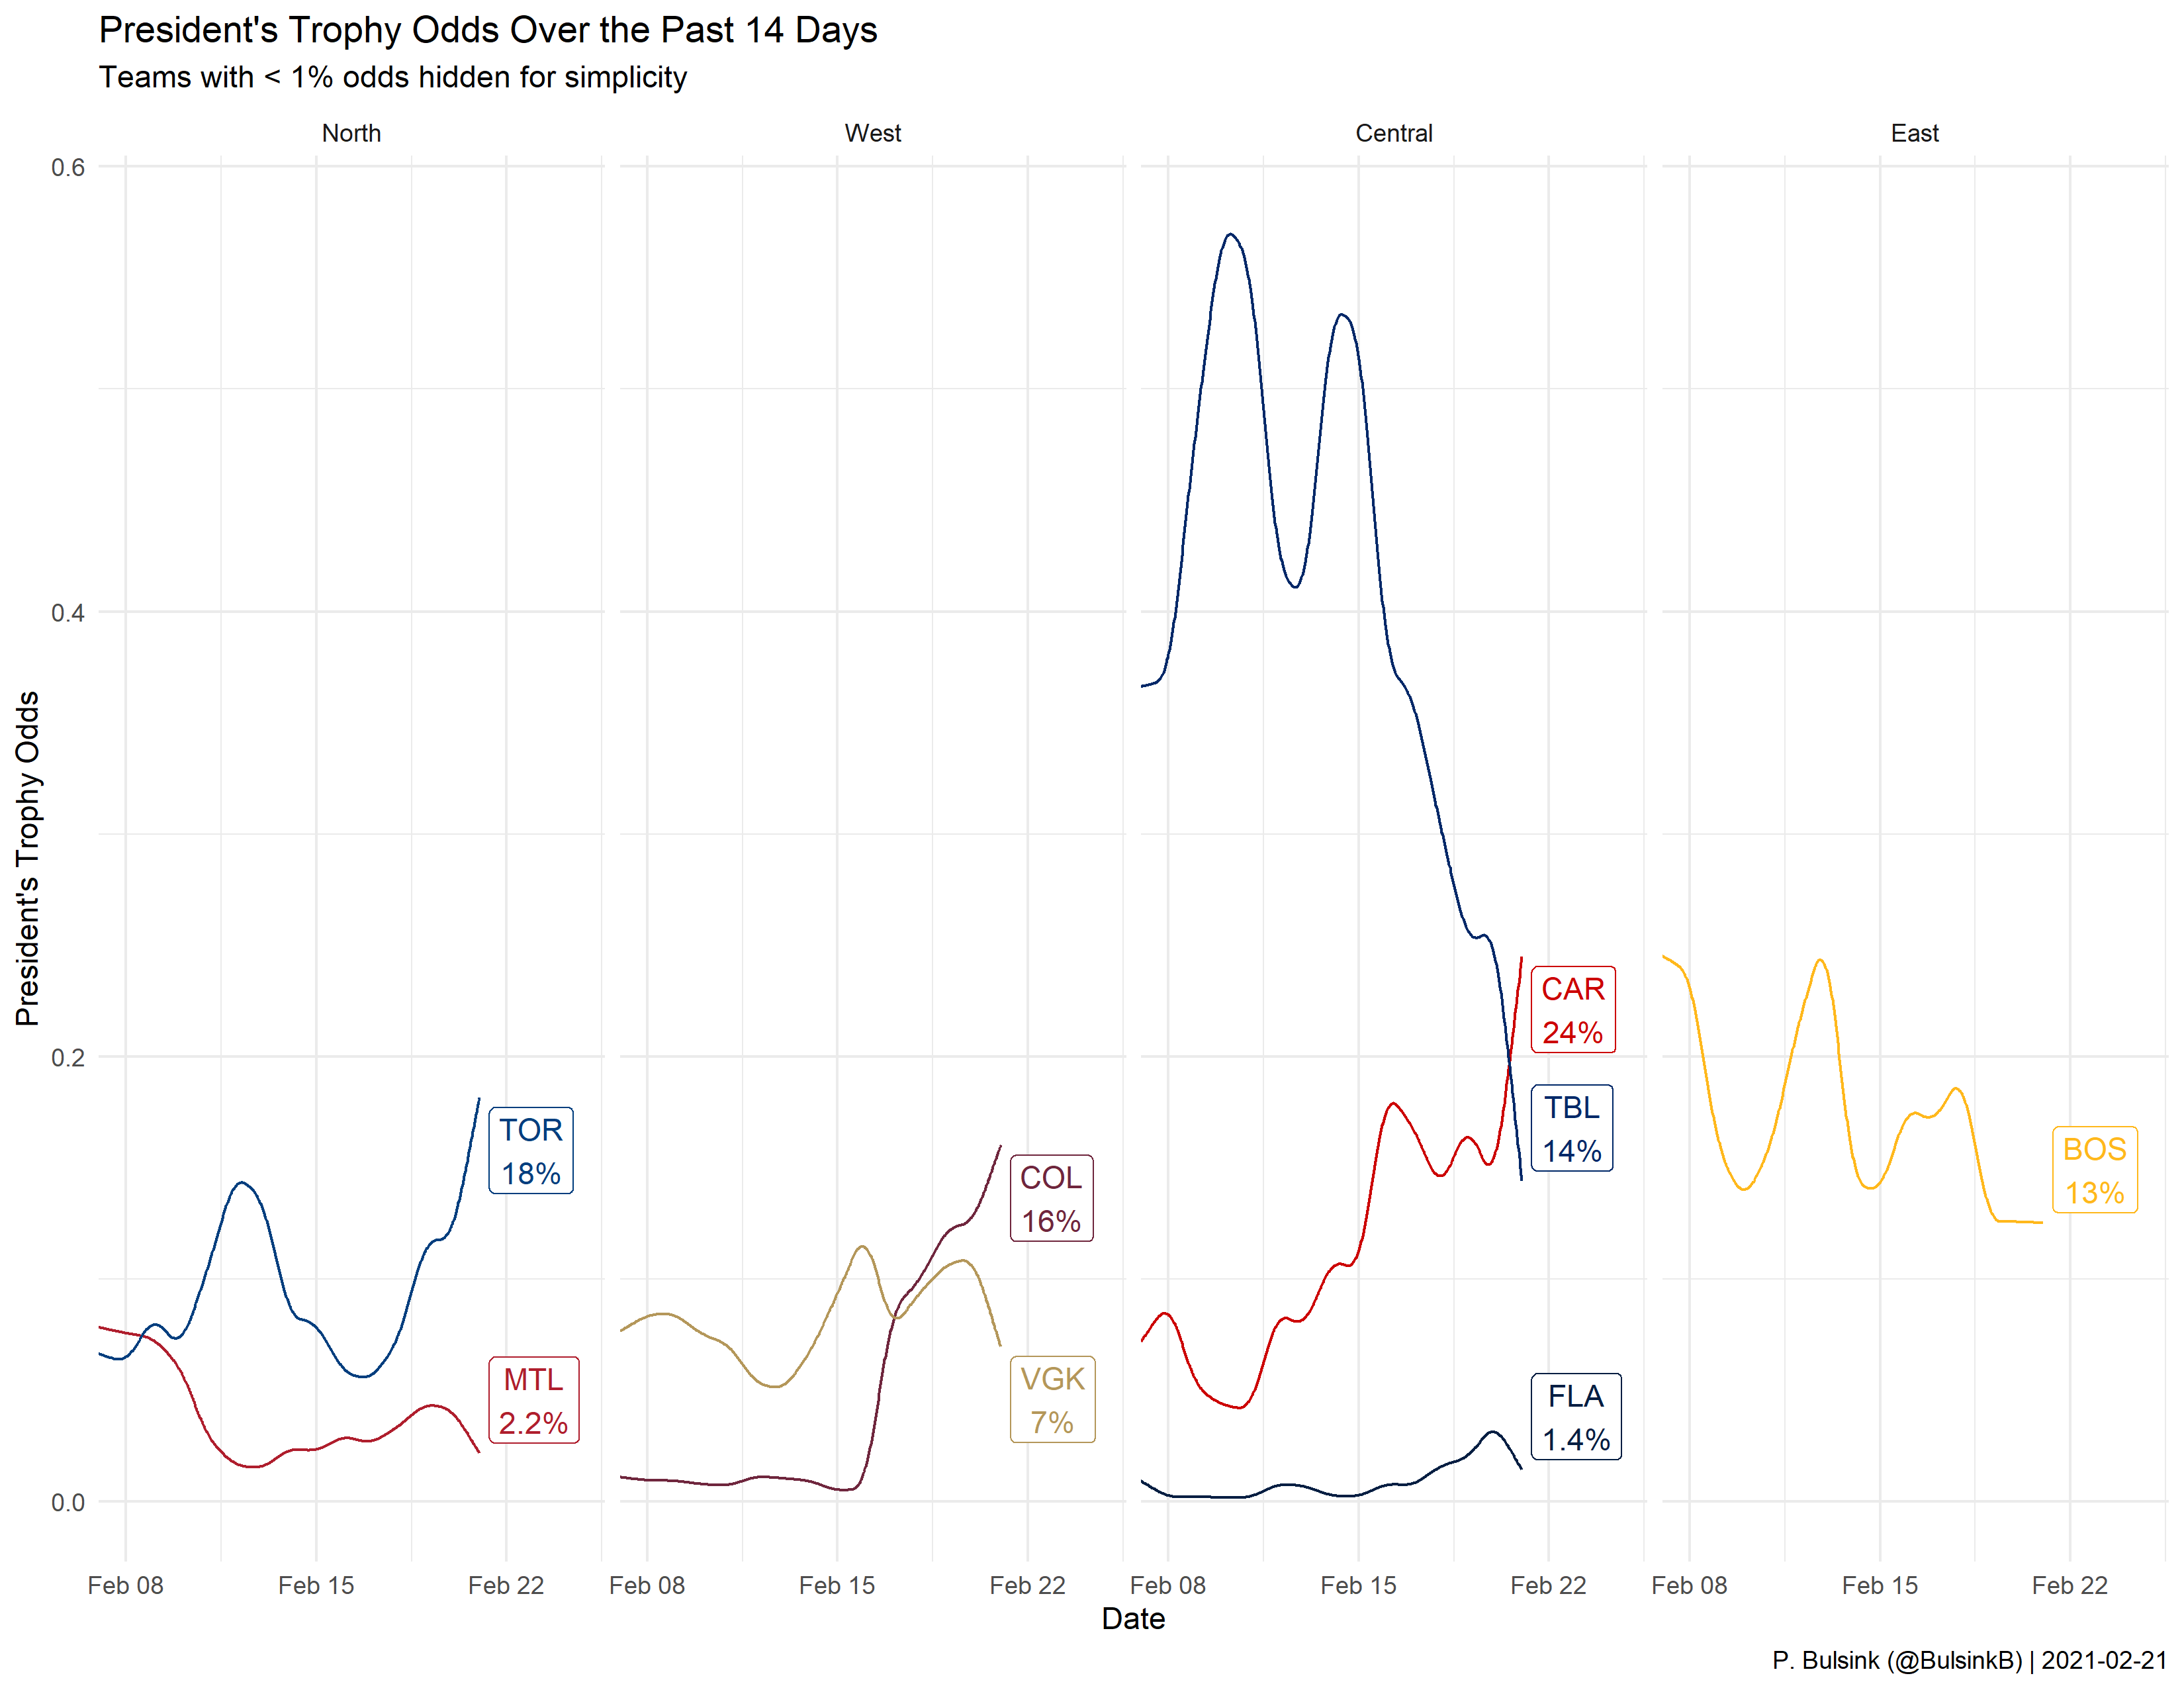 President's Trophy Odds Over the Past 14 Days
Teams with < 1% odds hidden for simplicity
North
West
Central
East
0.6
0.4
0.2
0.0
President's Trophy Odds
TOR
18%
MTL
2.2%
COL
16%
VGK
7%
CAR
24%
TBL
14%
FLA
1.4%
BOS
13%
Feb 08
Feb 15
Feb 22
Feb 08
Feb 15
Feb 22
Feb 08
Feb 15
Feb 22
Feb 08
Feb 15
Feb 22
Date
P. Bulsink (@BulsinkB) | 2021-02-21